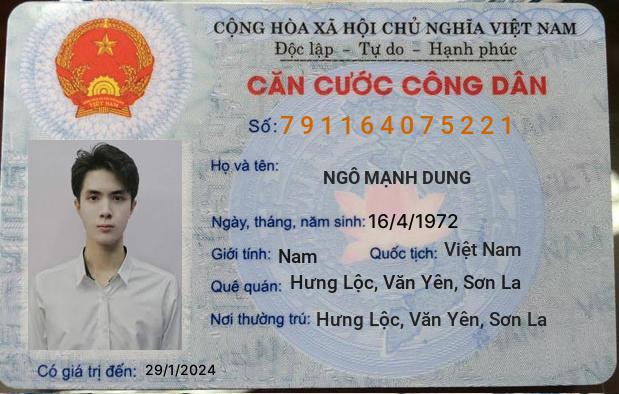 CỘNG HÒA XÃ HỘI CHỦ NGHĨA VIỆT NAM
Độc lập - Tự do - Hạnh phúc
CĂN CƯỚC CÔNG DÂN
Số: 791164075221
Họ và tên:
NGÔ MẠNH DUNG
Ngày, tháng, năm sinh: 16/4/1972
Giới tính: Nam Quốc tịch: Việt Nam
Quê quán: Hưng Lộc, Văn Yên, Sơn La
Nơi thường trú: Hưng Lộc, Văn Yên, Sơn La
Có giá trị đến: 29/1/2024
VIỆT NAM